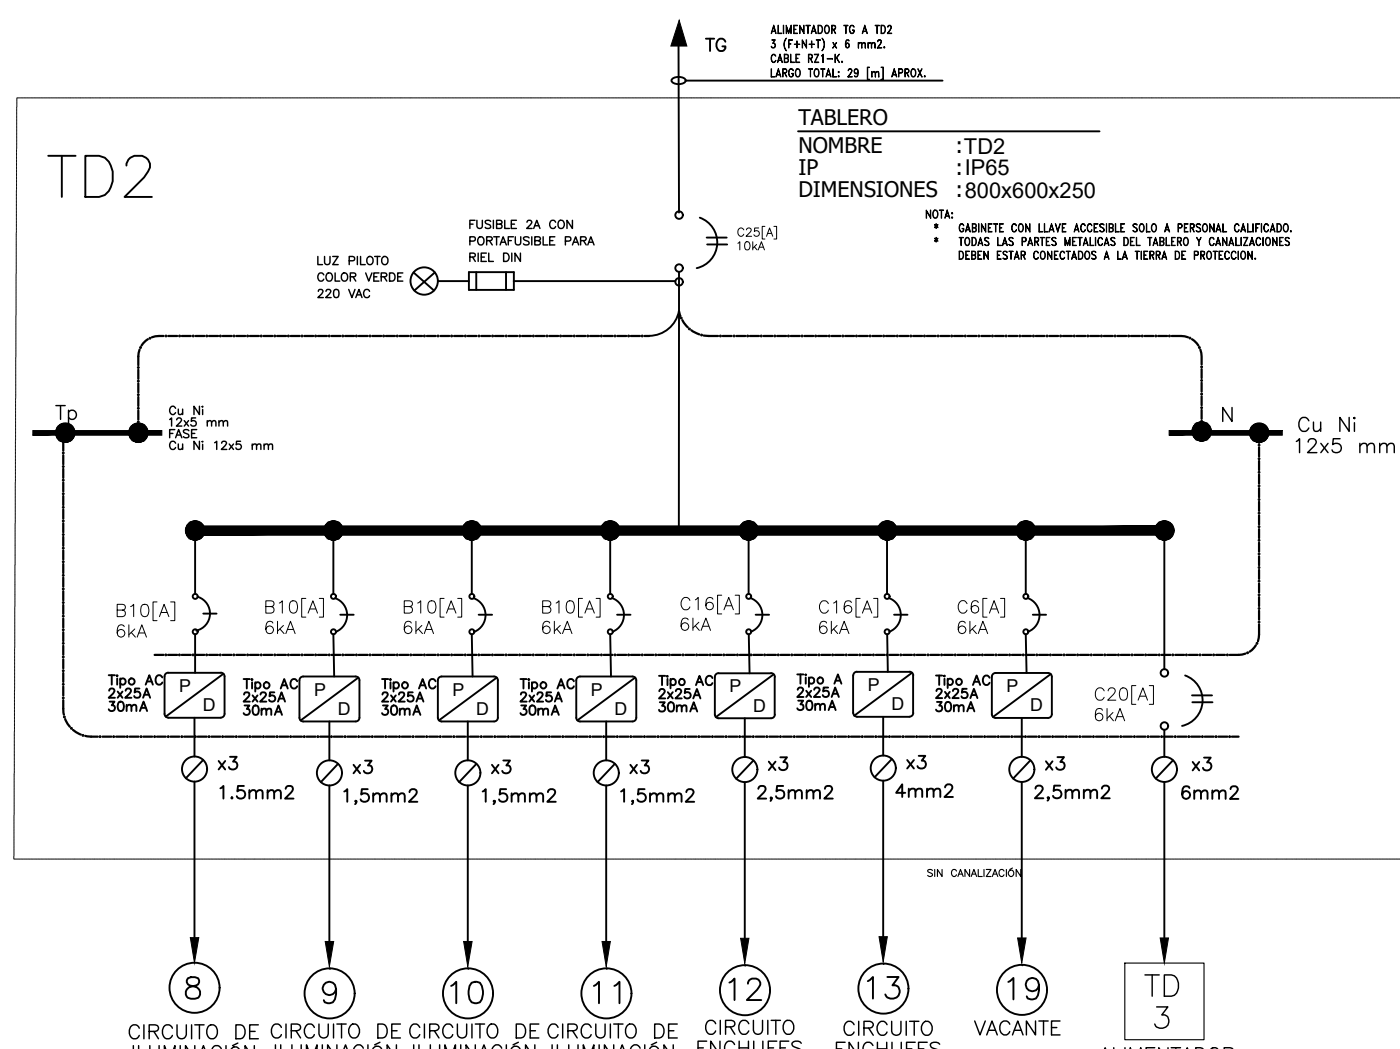 TG
ALIMENTADOR TG A TD2
3 (F+N+T) x 6 mm2.
CABLE RZ1-K.
LARGO TOTAL: 29 [m] APROX.
TD2
TABLERO
NOMBRE :TD2
IP :IP65
DIMENSIONES :800x600x250
NOTA:
* GABINETE CON LLAVE ACCESIBLE SOLO A PERSONAL CALIFICADO.
* TODAS LAS PARTES METALICAS DEL TABLERO Y CANALIZACIONES
DEBEN ESTAR CONECTADOS A LA TIERRA DE PROTECCION.
C25[A]
10kA
FUSIBLE 2A CON
PORTAFUSIBLE PARA
RIEL DIN
LUZ PILOTO
COLOR VERDE
220 VAC
Tp
Cu Ni
12x5 mm
FASE
Cu Ni 12x5 mm
N
Cu Ni
12x5 mm
B10[A]
6kA
B10[A]
6kA
B10[A]
6kA
B10[A]
6kA
C16[A]
6kA
C16[A]
6kA
C6[A]
6kA
C20[A]
6kA
Tipo AC
2x25A
30mA
P
D
Tipo AC
2x25A
30mA
P
D
Tipo AC
2x25A
30mA
P
D
Tipo AC
2x25A
30mA
P
D
Tipo AC
2x25A
30mA
P
D
Tipo A
2x25A
30mA
P
D
Tipo AC
2x25A
30mA
P
D
x3
1.5mm2
x3
1,5mm2
x3
1,5mm2
x3
1,5mm2
x3
2,5mm2
x3
4mm2
x3
2,5mm2
x3
6mm2
SIN CANALIZACIÓN
8
CIRCUITO DE
ILUMINACIÓN
9
CIRCUITO DE
ILUMINACIÓN
10
CIRCUITO DE
ILUMINACIÓN
11
CIRCUITO DE
ILUMINACIÓN
12
CIRCUITO
ENCHUFES
13
CIRCUITO
ENCHUFES
19
VACANTE
TD
3
ALIMENTADOR